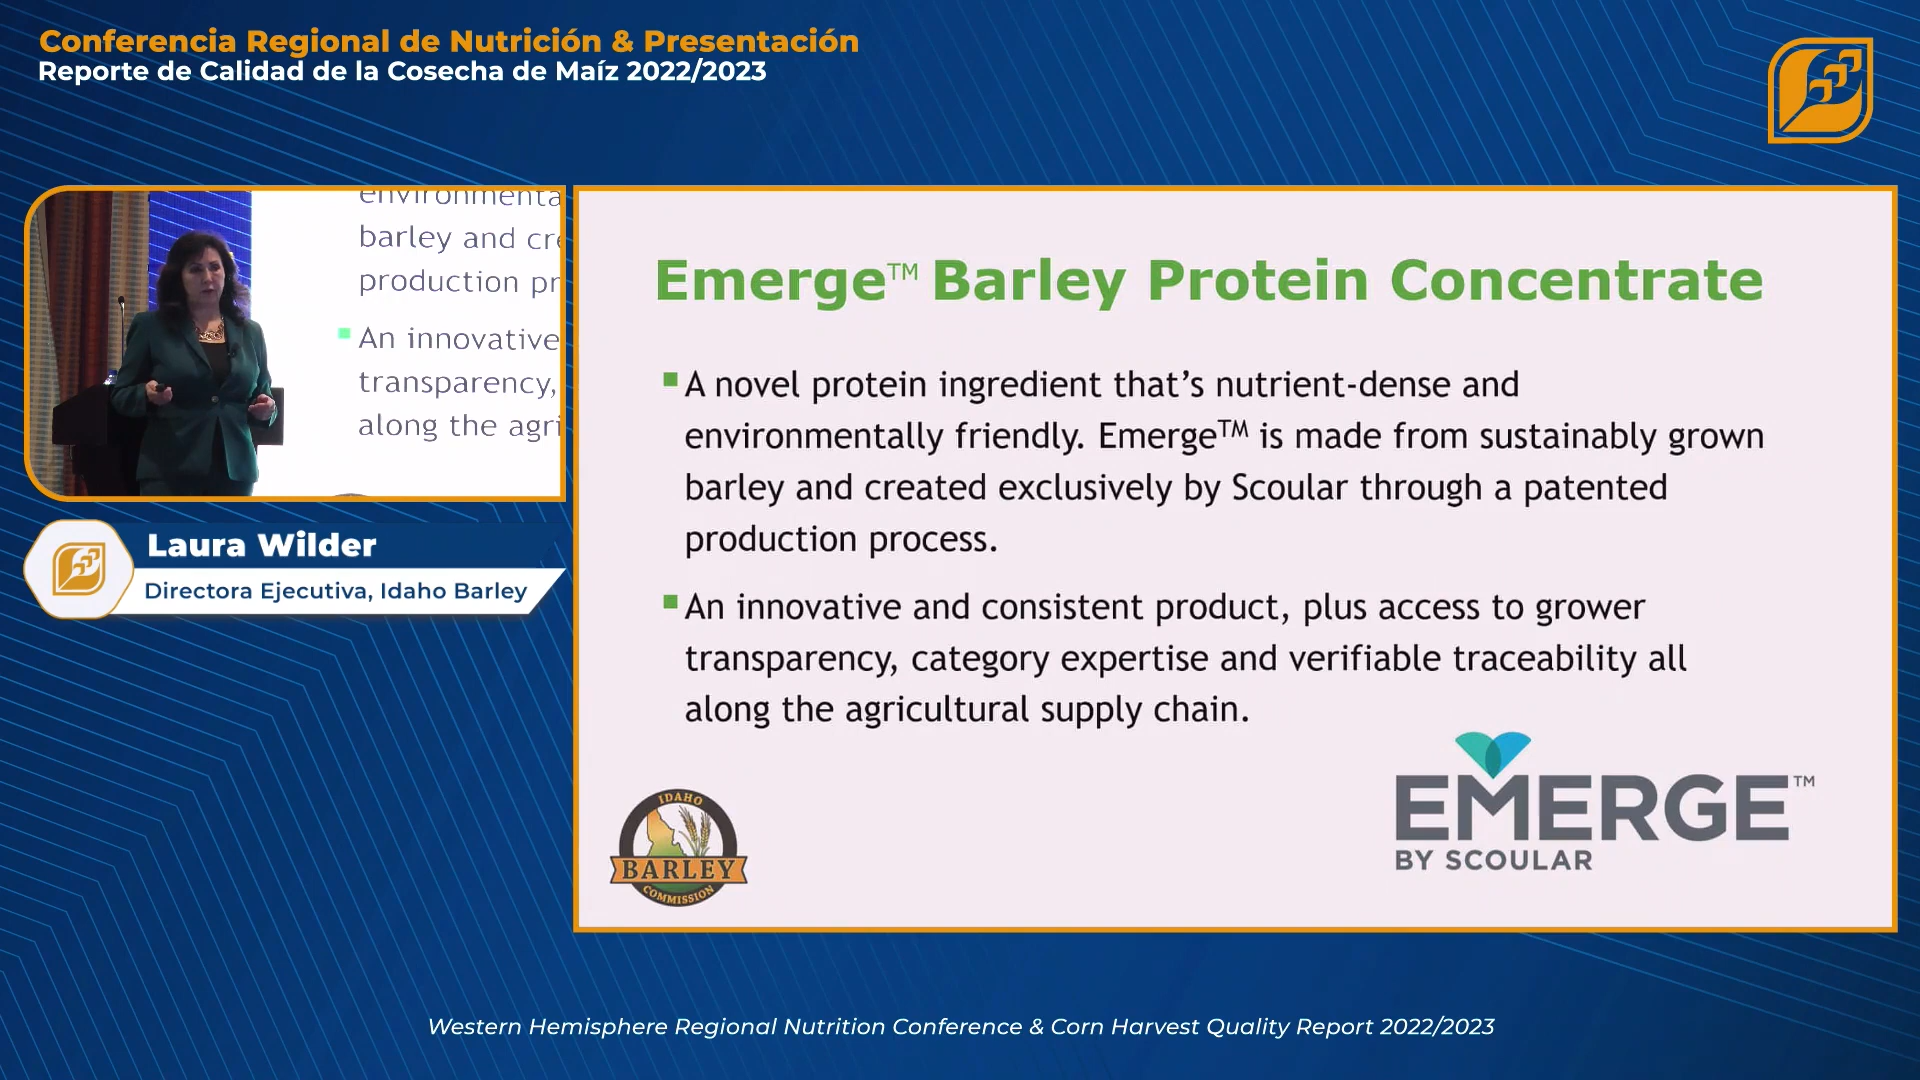 Conferencia Regional de Nutrición & Presentación
Reporte de Calidad de la Cosecha de Maíz 2022/2023
environmenta
barley and cre
production pr
An innovative
transparency,
along the agri
Laura Wilder
Directora Ejecutiva, Idaho Barley
Emerge™ Barley Protein Concentrate
▪A novel protein ingredient that’s nutrient-dense and
environmentally friendly. Emerge™ is made from sustainably grown
barley and created exclusively by Scoular through a patented
production process.
▪An innovative and consistent product, plus access to grower
transparency, category expertise and verifiable traceability all
along the agricultural supply chain.
IDAHO
BARLEY
COMMISSION
EMERGE™
BY SCOULAR
Western Hemisphere Regional Nutrition Conference & Corn Harvest Quality Report 2022/2023